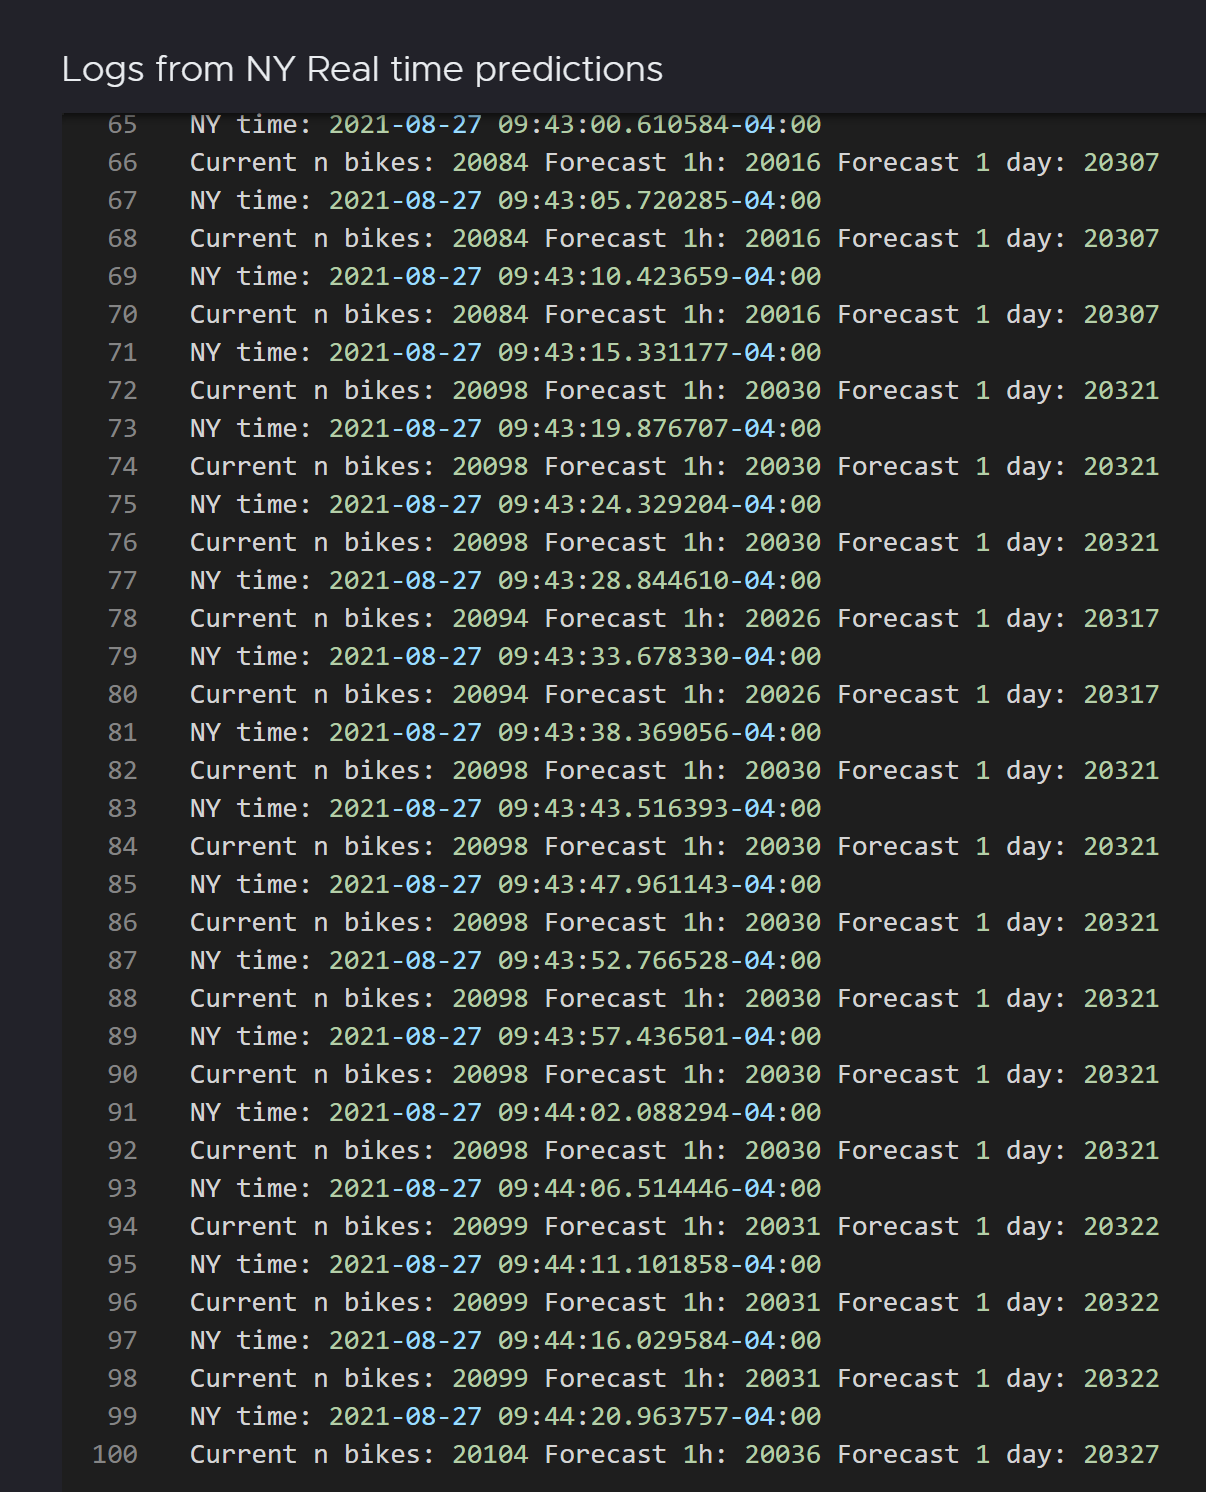 Logs from NY Real time predictions
65 NY time: 2021-08-27 09:43:00.610584-04:00
66 Current n bikes: 20084 Forecast 1h: 20016 Forecast 1 day: 20307
67 NY time: 2021-08-27 09:43:05.720285-04:00
68 Current n bikes: 20084 Forecast 1h: 20016 Forecast 1 day: 20307
69 NY time: 2021-08-27 09:43:10.423659-04:00
70 Current n bikes: 20084 Forecast 1h: 20016 Forecast 1 day: 20307
71 NY time: 2021-08-27 09:43:15.331177-04:00
72 Current n bikes: 20098 Forecast 1h: 20030 Forecast 1 day: 20321
73 NY time: 2021-08-27 09:43:19.876707-04:00
74 Current n bikes: 20098 Forecast 1h: 20030 Forecast 1 day: 20321
75 NY time: 2021-08-27 09:43:24.329204-04:00
76 Current n bikes: 20098 Forecast 1h: 20030 Forecast 1 day: 20321
77 NY time: 2021-08-27 09:43:28.844610-04:00
78 Current n bikes: 20094 Forecast 1h: 20026 Forecast 1 day: 20317
79 NY time: 2021-08-27 09:43:33.678330-04:00
80 Current n bikes: 20094 Forecast 1h: 20026 Forecast 1 day: 20317
81 NY time: 2021-08-27 09:43:38.369056-04:00
82 Current n bikes: 20098 Forecast 1h: 20030 Forecast 1 day: 20321
83 NY time: 2021-08-27 09:43:43.516393-04:00
84 Current n bikes: 20098 Forecast 1h: 20030 Forecast 1 day: 20321
85 NY time: 2021-08-27 09:43:47.961143-04:00
86 Current n bikes: 20098 Forecast 1h: 20030 Forecast 1 day: 20321
87 NY time: 2021-08-27 09:43:52.766528-04:00
88 Current n bikes: 20098 Forecast 1h: 20030 Forecast 1 day: 20321
89 NY time: 2021-08-27 09:43:57.436501-04:00
90 Current n bikes: 20098 Forecast 1h: 20030 Forecast 1 day: 20321
91 NY time: 2021-08-27 09:44:02.088294-04:00
92 Current n bikes: 20098 Forecast 1h: 20030 Forecast 1 day: 20321
93 NY time: 2021-08-27 09:44:06.514446-04:00
94 Current n bikes: 20099 Forecast 1h: 20031 Forecast 1 day: 20322
95 NY time: 2021-08-27 09:44:11.101858-04:00
96 Current n bikes: 20099 Forecast 1h: 20031 Forecast 1 day: 20322
97 NY time: 2021-08-27 09:44:16.029584-04:00
98 Current n bikes: 20099 Forecast 1h: 20031 Forecast 1 day: 20322
99 NY time: 2021-08-27 09:44:20.963757-04:00
100 Current n bikes: 20104 Forecast 1h: 20036 Forecast 1 day: 20327